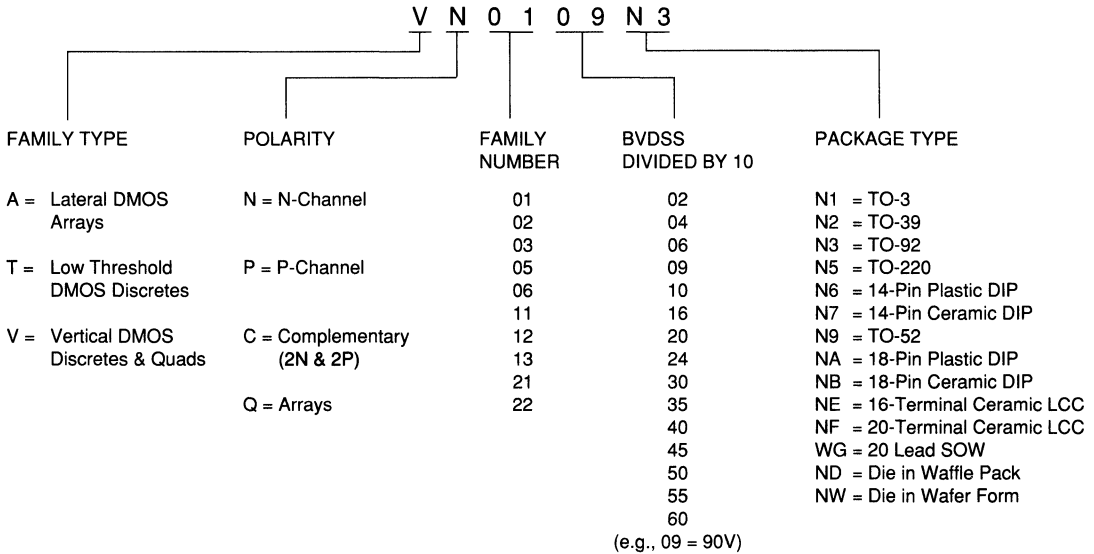 V N 0 1 0 9 N 3
FAMILY TYPE
A = Lateral DMOS
Arrays
T = Low Threshold
DMOS Discretes
V = Vertical DMOS
Discretes & Quads
POLARITY
N = N-Channel
P = P-Channel
C = Complementary
(2N & 2P)
Q = Arrays
FAMILY
NUMBER
01
02
03
05
06
11
12
13
21
22
BVDSS
DIVIDED BY 10
02
04
06
09
10
16
20
24
30
35
40
45
50
55
60
(e.g., 09 = 90V)
PACKAGE TYPE
N1 = TO-3
N2 = TO-39
N3 = TO-92
N5 = TO-220
N6 = 14-Pin Plastic DIP
N7 = 14-Pin Ceramic DIP
N9 = TO-52
NA = 18-Pin Plastic DIP
NB = 18-Pin Ceramic DIP
NE = 16-Terminal Ceramic LCC
NF = 20-Terminal Ceramic LCC
WG = 20 Lead SOW
ND = Die in Waffle Pack
NW = Die in Wafer Form